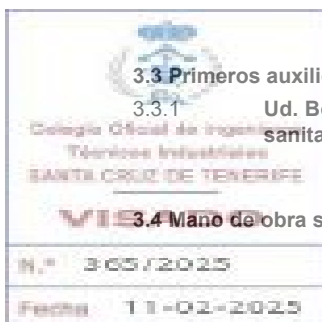 3.3 Primeros auxili
3.3.1 Ud. Bo
sanita
Colegio Oficial de Ingenieros
Técnicos Industriales
SANTA CRUZ DE TENERIFE
VISADO
3.4 Mano de obra s
N.º 365/2025
Fecha 11-02-2025